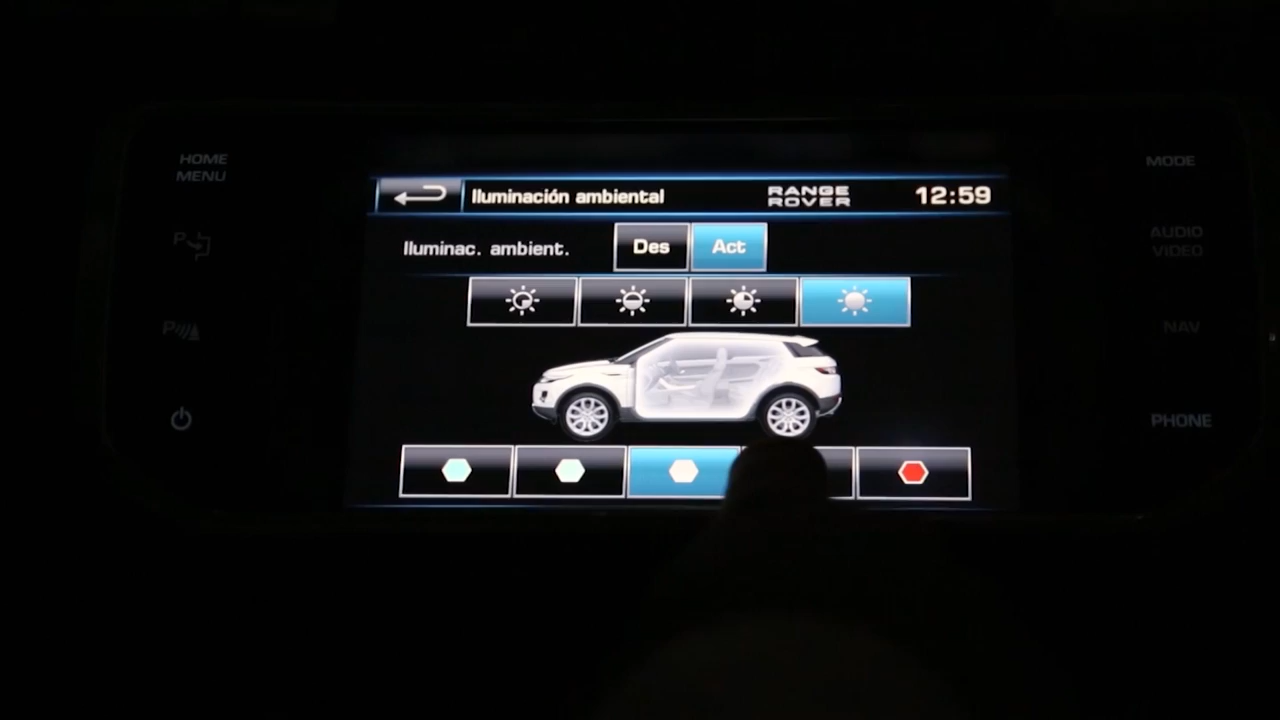 HOME
MENU
P
P
Iluminación ambiental
RANGE
ROVER
12:59
Iluminac. ambient.
Des
Act
MODE
AUDIO
VIDEO
NAV
PHONE